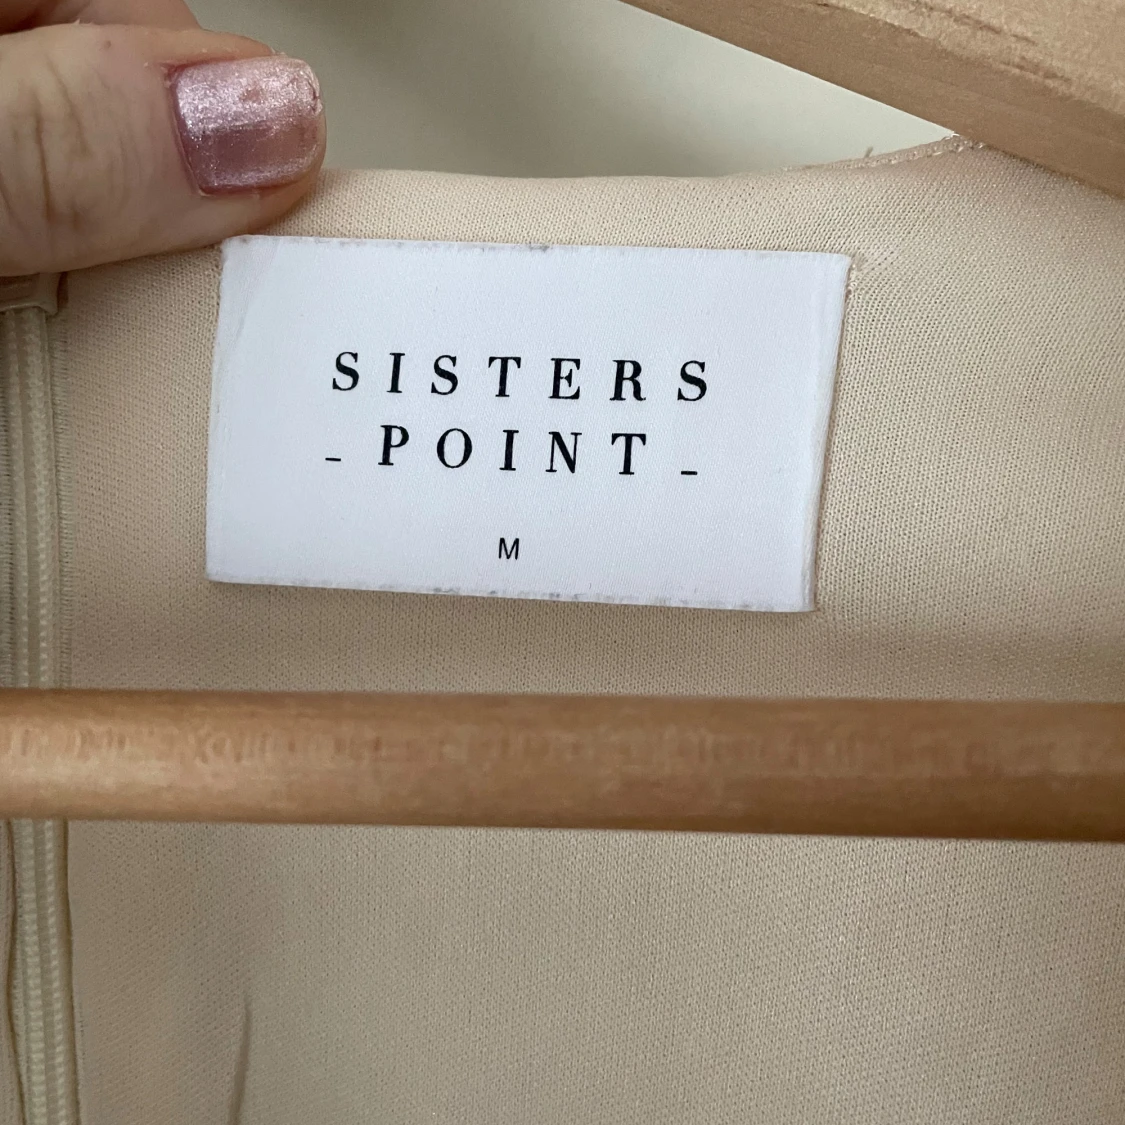 SISTERS
- POINT -
M